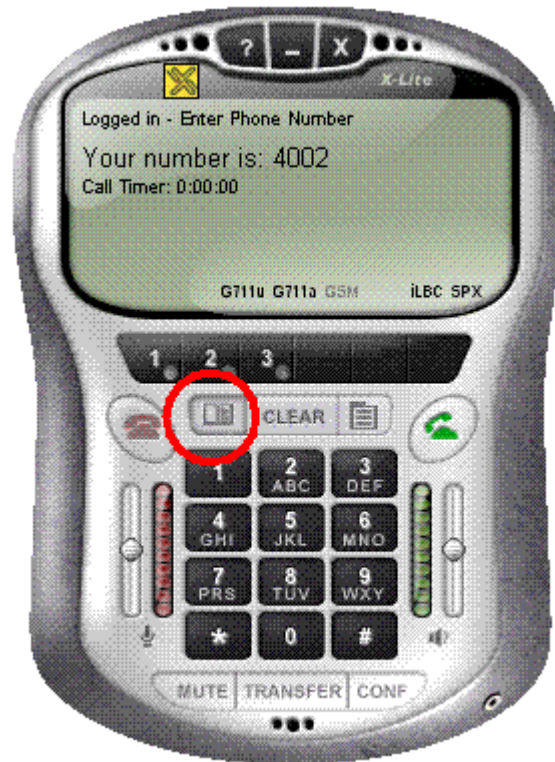 ? – X
X-Lite
Logged in - Enter Phone Number
Your number is: 4002
Call Timer: 0:00:00
G711u G711a GSM iLBC SPX
1 2 3
CLEAR
1 2 ABC 3 DEF
4 GHI 5 JKL 6 MNO
7 PRS 8 TUV 9 WXY
* 0 #
MUTE TRANSFER CONF